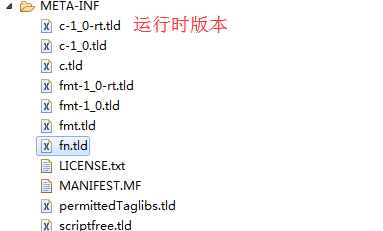 META-INF
c-1_0-rt.tld 运行时版本
c-1_0.tld
c.tld
fmt-1_0-rt.tld
fmt-1_0.tld
fmt.tld
fn.tld
LICENSE.txt
MANIFEST.MF
permittedTaglibs.tld
scriptfree.tld